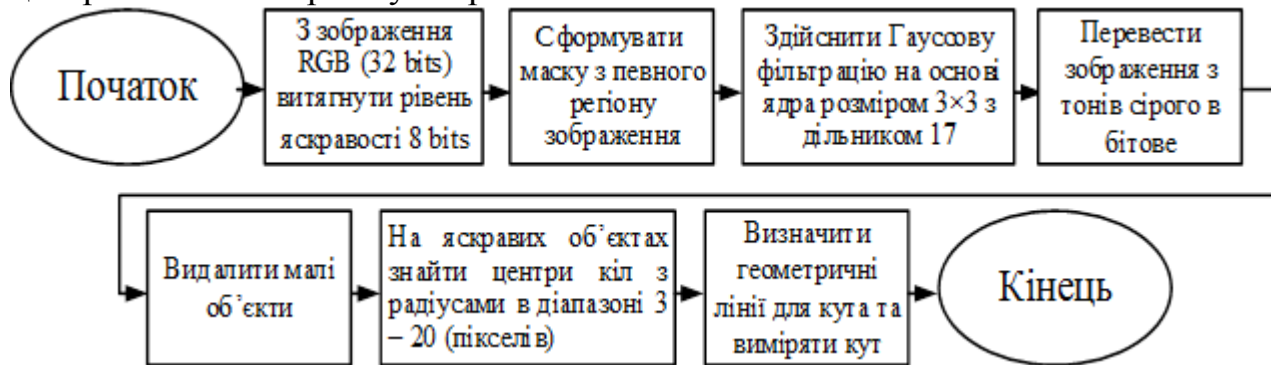 Початок
З зображення
RGB (32 bits)
витягнути рівень
яскравості 8 bits
Сформувати
маску з певного
регіону
зображення
Здійснити Гауссову
фільтрацію на основі
ядра розміром 3×3 з
дільником 17
Перевести
зображення з
тонів сірого в
бітове
Видалити малі
об’єкти
На яскравих об’єктах
знайти центри кіл з
радіусами в діапазоні 3
– 20 (пікселів)
Визначити
геометричні
лінії для кута та
виміряти кут
Кінець